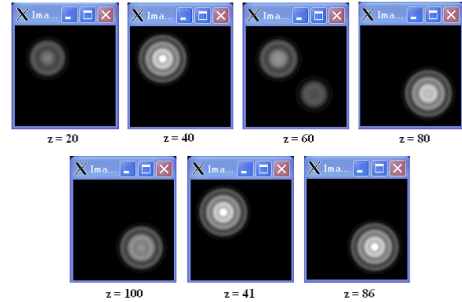 X Ima...
X Ima...
X Ima...
X Ima...
z = 20
z = 40
z = 60
z = 80
X Ima...
X Ima...
X Ima...
z = 100
z = 41
z = 86